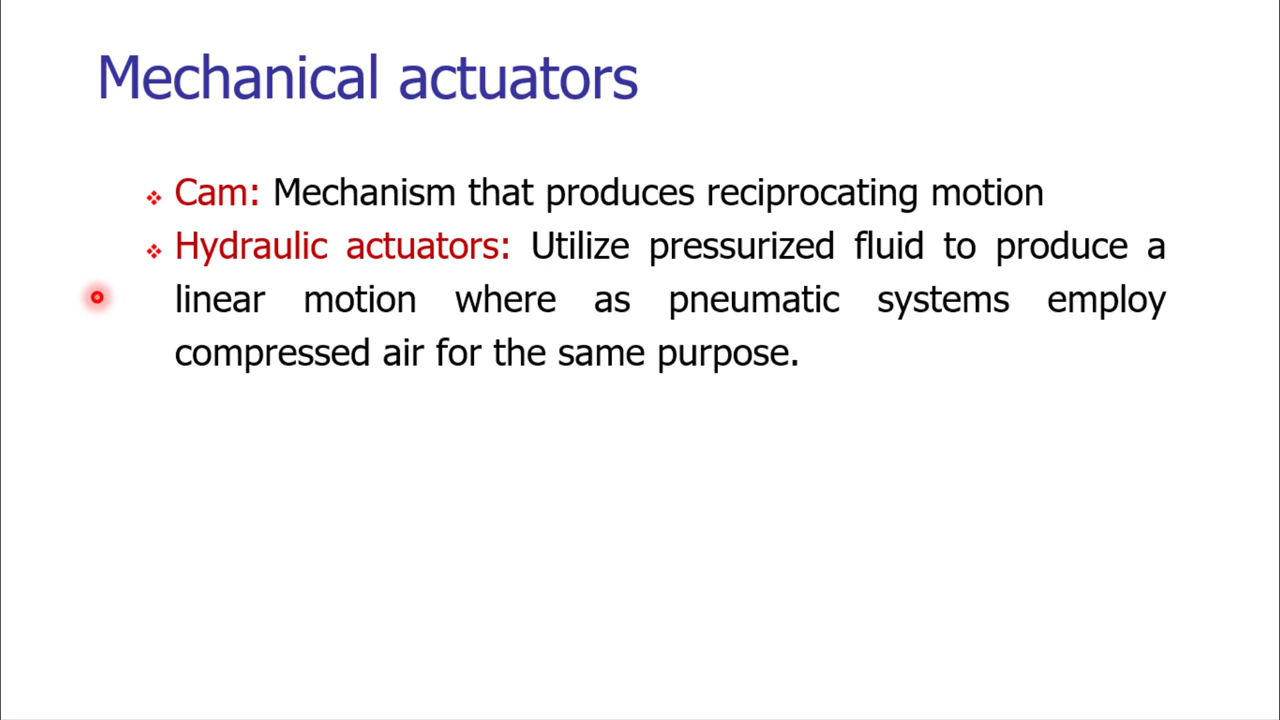 Mechanical actuators
❖ Cam: Mechanism that produces reciprocating motion
❖ Hydraulic actuators: Utilize pressurized fluid to produce a
linear motion where as pneumatic systems employ
compressed air for the same purpose.